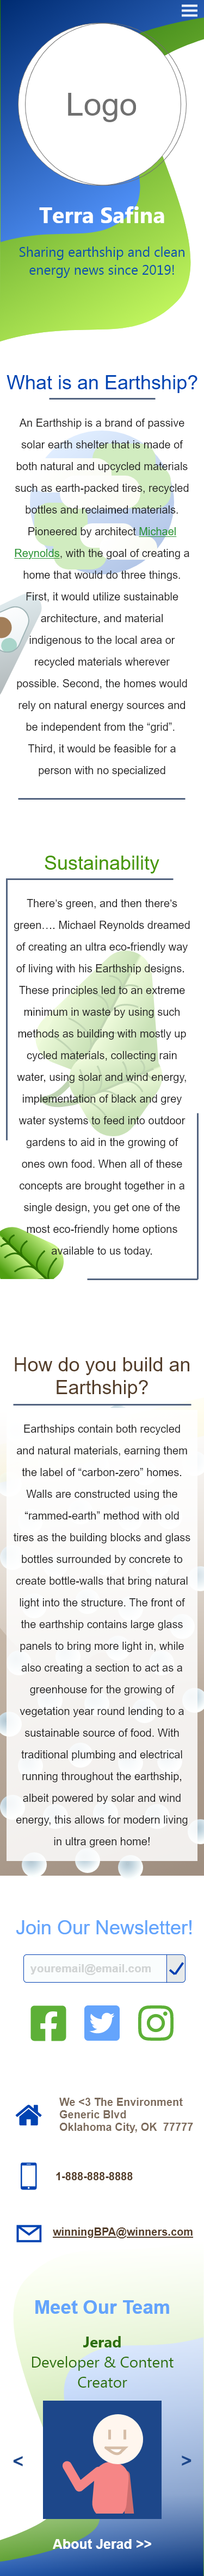 Logo
Terra Safina
Sharing earthship and clean
energy news since 2019!
What is an Earthship?
An Earthship is a brand of passive
solar earth shelter that is made of
both natural and upcycled materials
such as earth-packed tires, recycled
bottles and reclaimed materials.
Pioneered by architect Michael
Reynolds, with the goal of creating a
home that would do three things.
First, it would utilize sustainable
architecture, and material
indigenous to the local area or
recycled materials wherever
possible. Second, the homes would
rely on natural energy sources and
be independent from the “grid”.
Third, it would be feasible for a
person with no specialized
Sustainability
There’s green, and then there’s
green…. Michael Reynolds dreamed
of creating an ultra eco-friendly way
of living with his Earthship designs.
These principles led to an extreme
minimum in waste by using such
methods as building with mostly up
cycled materials, collecting rain
water, using solar and wind energy,
implementation of black and grey
water systems to feed into outdoor
gardens to aid in the growing of
ones own food. When all of these
concepts are brought together in a
single design, you get one of the
most eco-friendly home options
available to us today.
How do you build an
Earthship?
Earthships contain both recycled
and natural materials, earning them
the label of “carbon-zero” homes.
Walls are constructed using the
“rammed-earth” method with old
tires as the building blocks and glass
bottles surrounded by concrete to
create bottle-walls that bring natural
light into the structure. The front of
the earthship contains large glass
panels to bring more light in, while
also creating a section to act as a
greenhouse for the growing of
vegetation year round lending to a
sustainable source of food. With
traditional plumbing and electrical
running throughout the earthship,
albeit powered by solar and wind
energy, this allows for modern living
in ultra green home!
Join Our Newsletter!
youremail@email.com
We <3 The Environment
Generic Blvd
Oklahoma City, OK 77777
1-888-888-8888
winningBPA@winners.com
Meet Our Team
Jerad
Developer & Content
Creator
< >
About Jerad >>